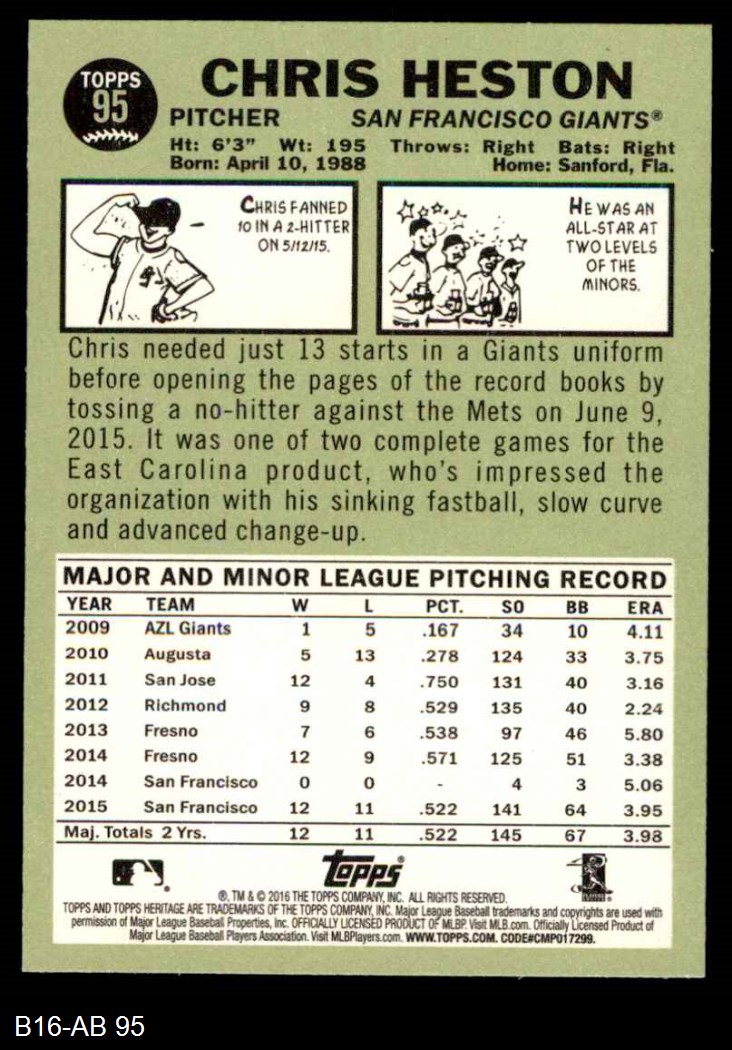 TOPPS
95
CHRIS HESTON
PITCHER SAN FRANCISCO GIANTS®
Ht: 6'3" Wt: 195 Throws: Right Bats: Right
Born: April 10, 1988 Home: Sanford, Fla.
CHRIS FANNED
10 IN A 2-HITTER
ON 5/12/15.
HE WAS AN
ALL-STAR AT
TWO LEVELS
OF THE
MINORS.
Chris needed just 13 starts in a Giants uniform
before opening the pages of the record books by
tossing a no-hitter against the Mets on June 9,
2015. It was one of two complete games for the
East Carolina product, who's impressed the
organization with his sinking fastball, slow curve
and advanced change-up.
MAJOR AND MINOR LEAGUE PITCHING RECORD
YEAR TEAM W L PCT. SO BB ERA
2009 AZL Giants 1 5 .167 34 10 4.11
2010 Augusta 5 13 .278 124 33 3.75
2011 San Jose 12 4 .750 131 40 3.16
2012 Richmond 9 8 .529 135 40 2.24
2013 Fresno 7 6 .538 97 46 5.80
2014 Fresno 12 9 .571 125 51 3.38
2014 San Francisco 0 0 - 4 3 5.06
2015 San Francisco 12 11 .522 141 64 3.95
Maj. Totals 2 Yrs. 12 11 .522 145 67 3.98
Topps®
®, TM & © 2016 THE TOPPS COMPANY, INC. ALL RIGHTS RESERVED.
TOPPS AND TOPPS HERITAGE ARE TRADEMARKS OF THE TOPPS COMPANY, INC. Major League Baseball trademarks and copyrights are used with
permission of Major League Baseball Properties, Inc. OFFICIALLY LICENSED PRODUCT OF MLBP. Visit MLB.com. Officially Licensed Product of
Major League Baseball Players Association. Visit MLBPlayers.com. WWW.TOPPS.COM. CODE#CMP017299.
B16-AB 95